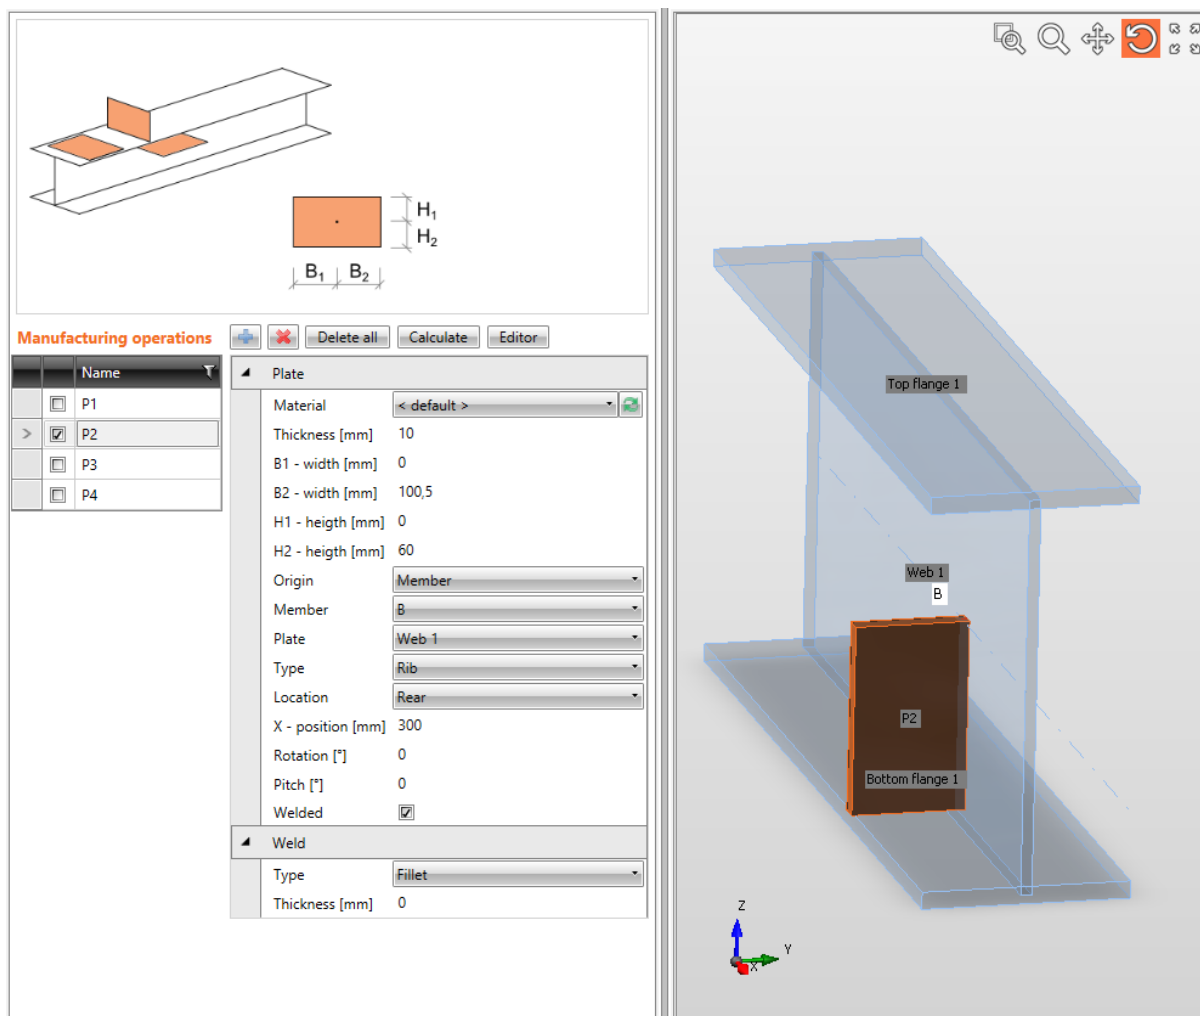 H1
H2
B1 B2
Manufacturing operations Delete all Calculate Editor
Name
P1
P2
P3
P4
Plate
Material < default >
Thickness [mm] 10
B1 - width [mm] 0
B2 - width [mm] 100,5
H1 - heigth [mm] 0
H2 - heigth [mm] 60
Origin Member
Member B
Plate Web 1
Type Rib
Location Rear
X - position [mm] 300
Rotation [°] 0
Pitch [°] 0
Welded
Weld
Type Fillet
Thickness [mm] 0
Top flange 1
Web 1
B
P2
Bottom flange 1
Z
Y
X